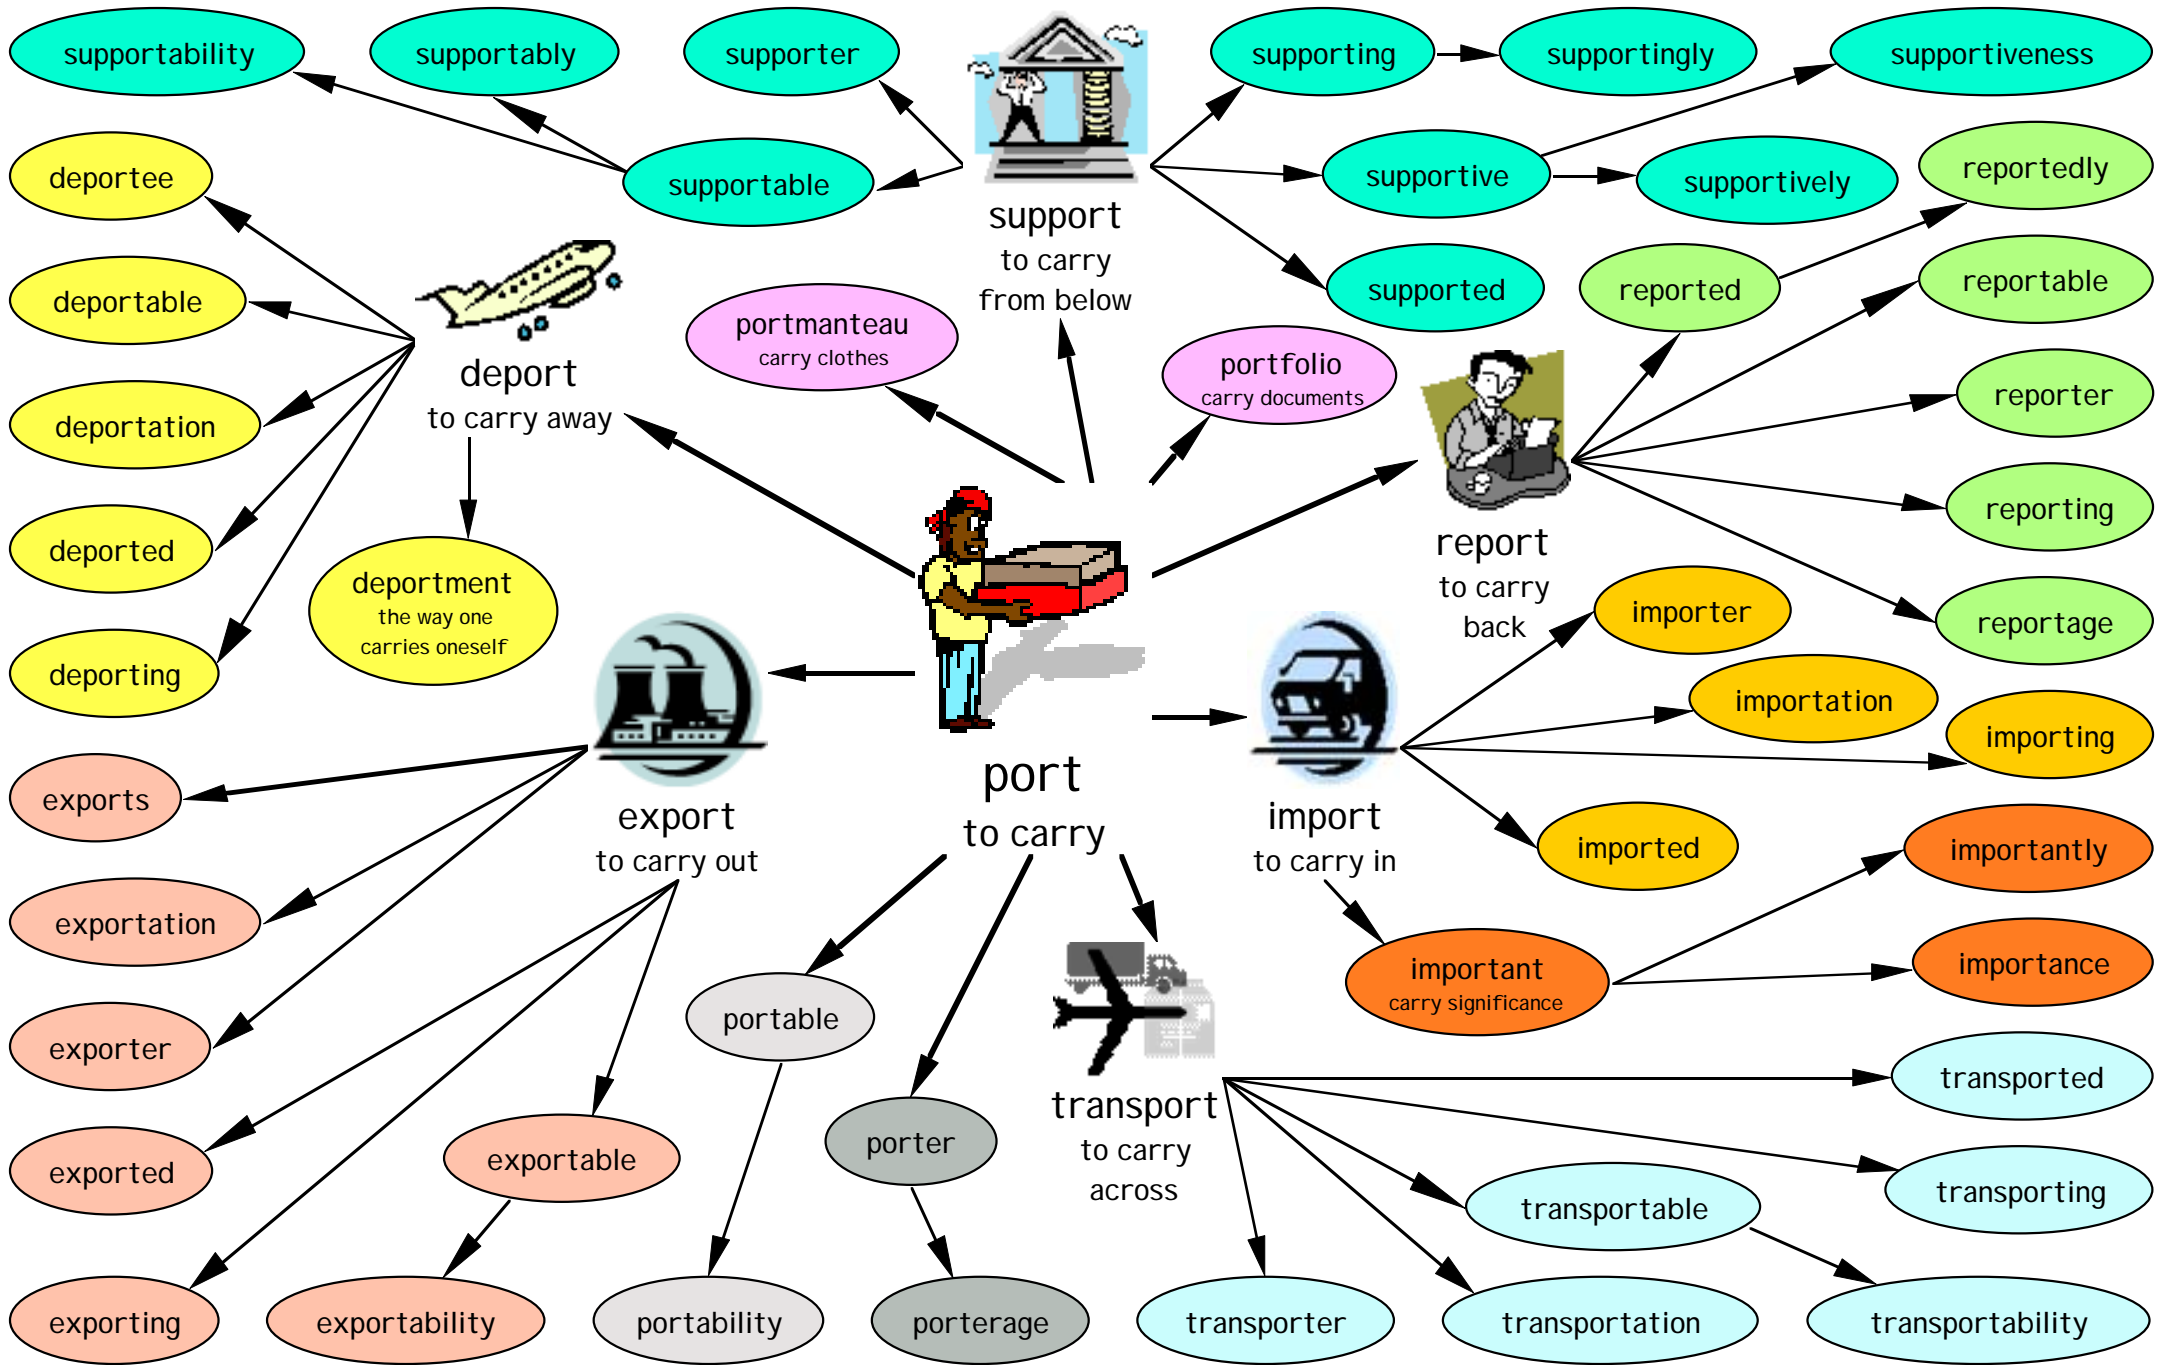 supportability
supportably
supporter
supporting
supportingly
supportiveness
supportable
supportive
supportively
supported
support
to carry
from below
deportee
deportable
deportation
deported
deporting
deport
to carry away
deportment
the way one
carries oneself
portmanteau
carry clothes
portfolio
carry documents
reportedly
reported
reportable
reporter
reporting
reportage
report
to carry
back
port
to carry
importer
importation
importing
imported
import
to carry in
important
carry significance
importantly
importance
export
to carry out
exports
exportation
exporter
exported
exporting
exportable
exportability
portable
portability
porter
porterage
transport
to carry
across
transported
transporting
transportable
transporter
transportation
transportability